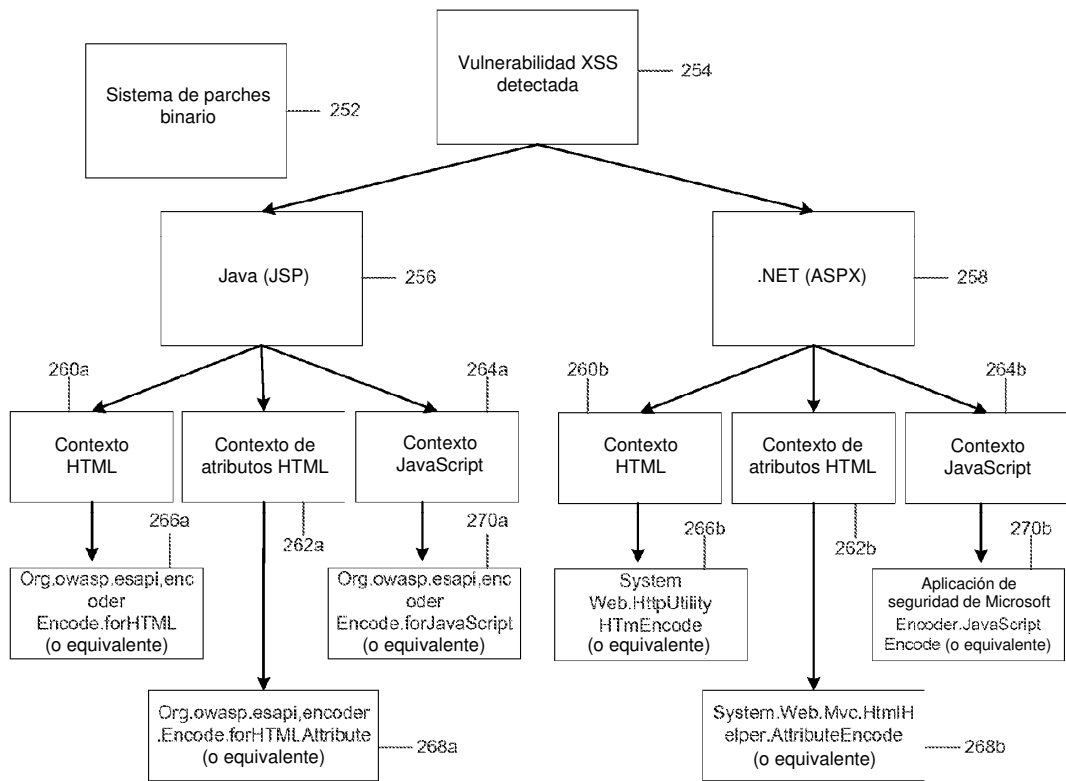 Vulnerabilidad XSS
detectada
254
Sistema de parches
binario
252
Java (JSP)
256
.NET (ASPX)
258
260a
264a
260b
264b
Contexto
HTML
Contexto de
atributos HTML
Contexto
JavaScript
Contexto
HTML
Contexto de
atributos HTML
Contexto
JavaScript
266a
262a
270a
266b
262b
270b
Org.owasp.esapi,enc
oder
Encode.forHTML
(o equivalente)
Org.owasp.esapi,enc
oder
Encode.forJavaScript
(o equivalente)
System
Web.HttpUtility
HTmEncode
(o equivalente)
Aplicación de
seguridad de Microsoft
Encoder.JavaScript
Encode (o equivalente)
Org.owasp.esapi,encoder
.Encode.forHTMLAttribute
(o equivalente)
268a
System.Web.Mvc.HtmlH
elper.AttributeEncode
(o equivalente)
268b